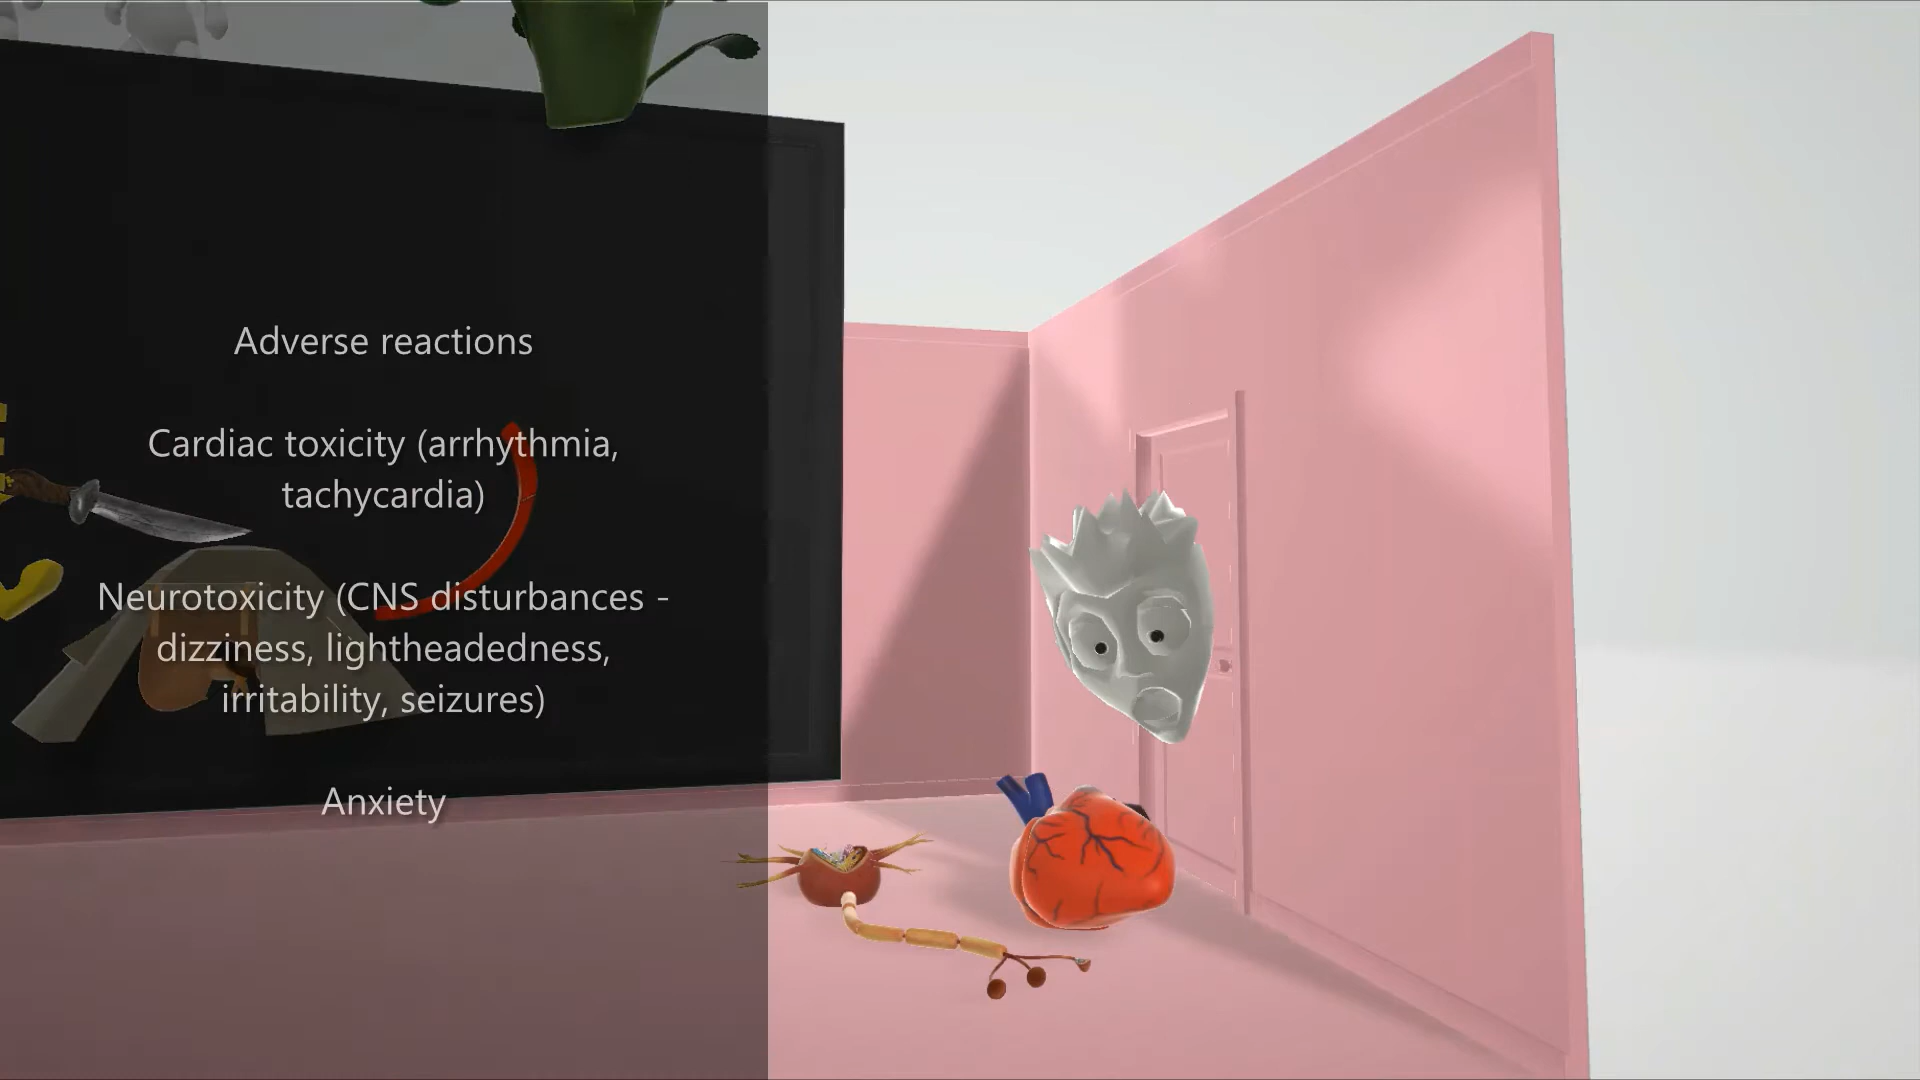 Adverse reactions
Cardiac toxicity (arrhythmia,
tachycardia)
Neurotoxicity (CNS disturbances -
dizziness, lightheadedness,
irritability, seizures)
Anxiety